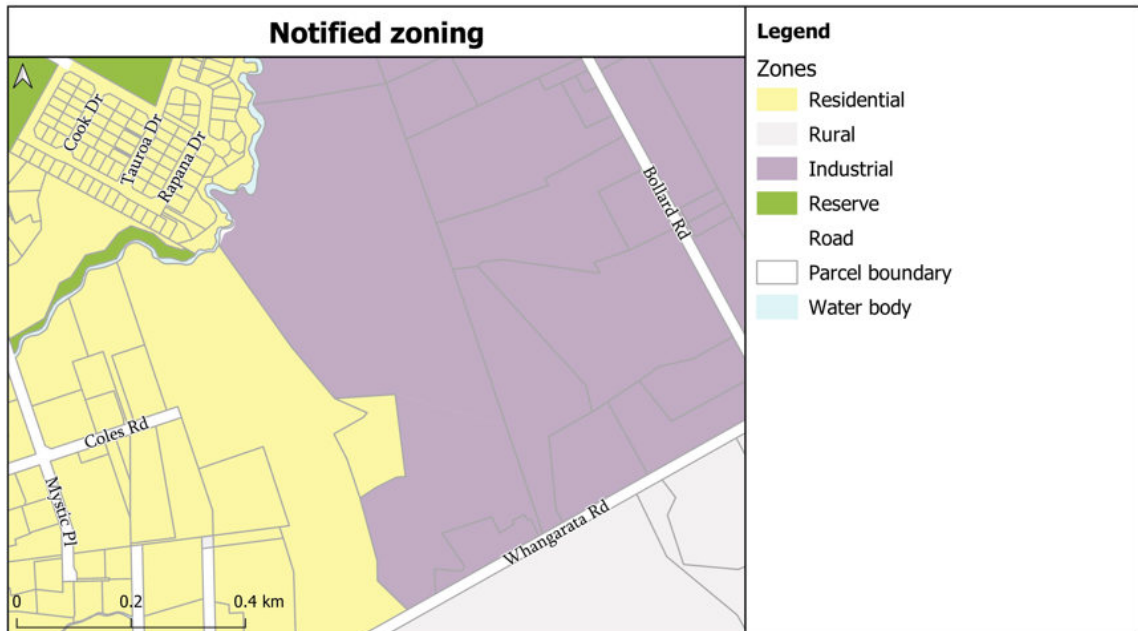 Notified zoning
Cook Dr
Tauroa Dr
Rapana Dr
Bollard Rd
Coles Rd
Mystic Pl
Whangarata Rd
0 0.2 0.4 km
Legend
Zones
Residential
Rural
Industrial
Reserve
Road
Parcel boundary
Water body